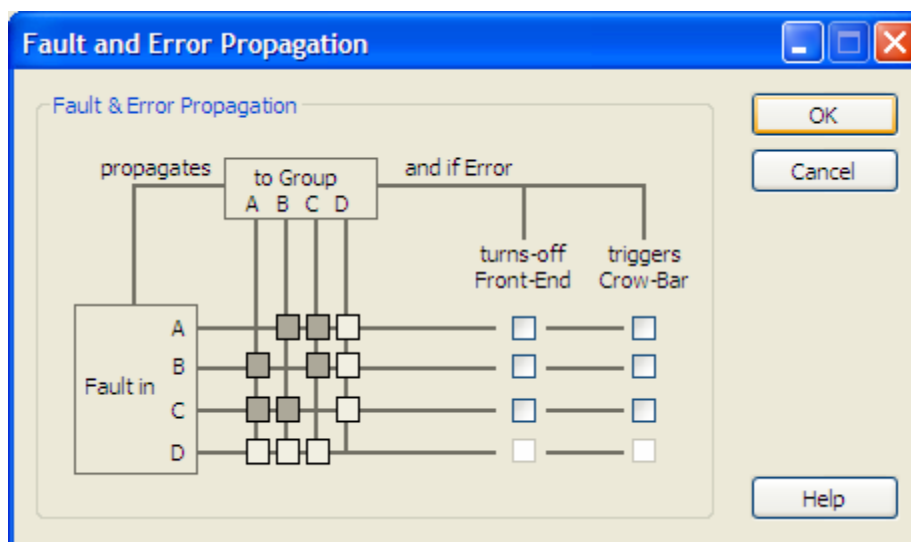 Fault and Error Propagation
Fault & Error Propagation
OK
propagates
to Group
and if Error
Cancel
A B C D
turns-off
Front-End
triggers
Crow-Bar
A
B
Fault in
C
D
Help